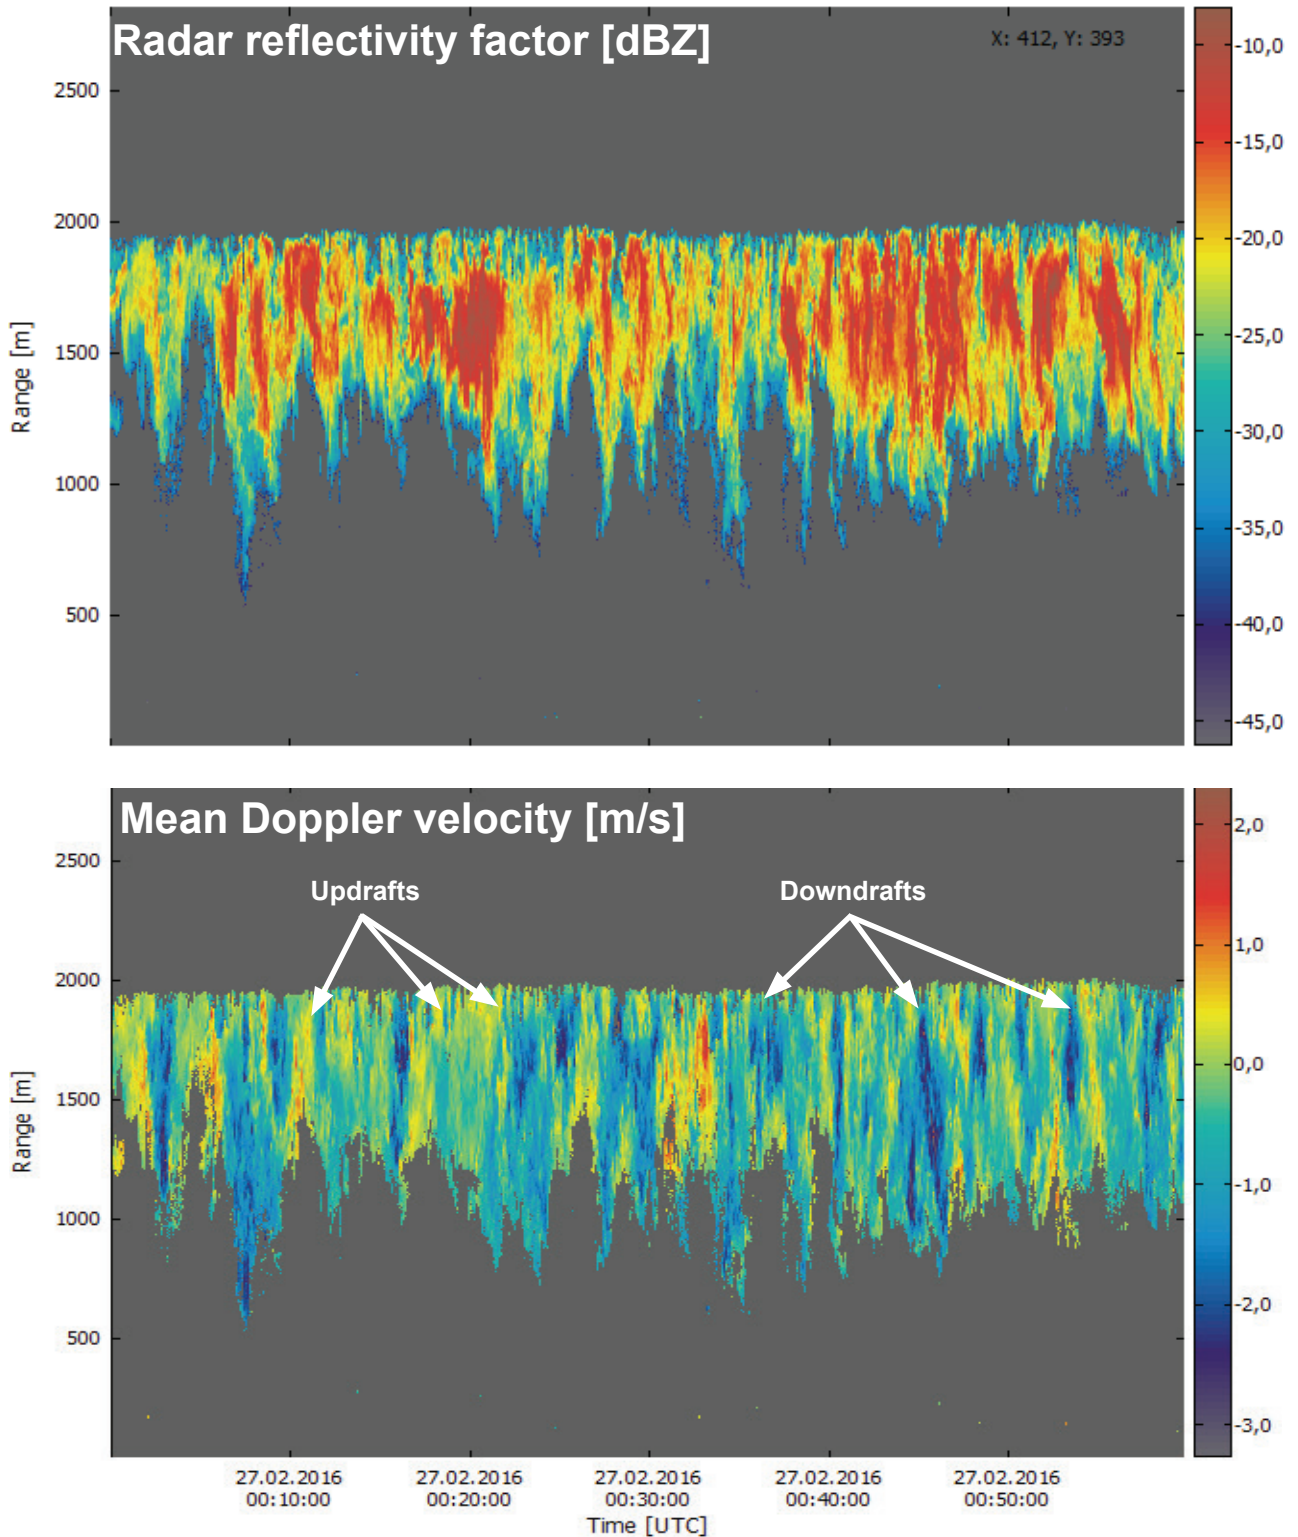 Radar reflectivity factor [dBZ]
X: 412, Y: 393
2500
2000
1500
1000
500
Range [m]
-10,0
-15,0
-20,0
-25,0
-30,0
-35,0
-40,0
-45,0
Mean Doppler velocity [m/s]
Updrafts
Downdrafts
2500
2000
1500
1000
500
Range [m]
2,0
1,0
0,0
-1,0
-2,0
-3,0
27.02.2016 27.02.2016 27.02.2016 27.02.2016 27.02.2016
00:10:00 00:20:00 00:30:00 00:40:00 00:50:00
Time [UTC]